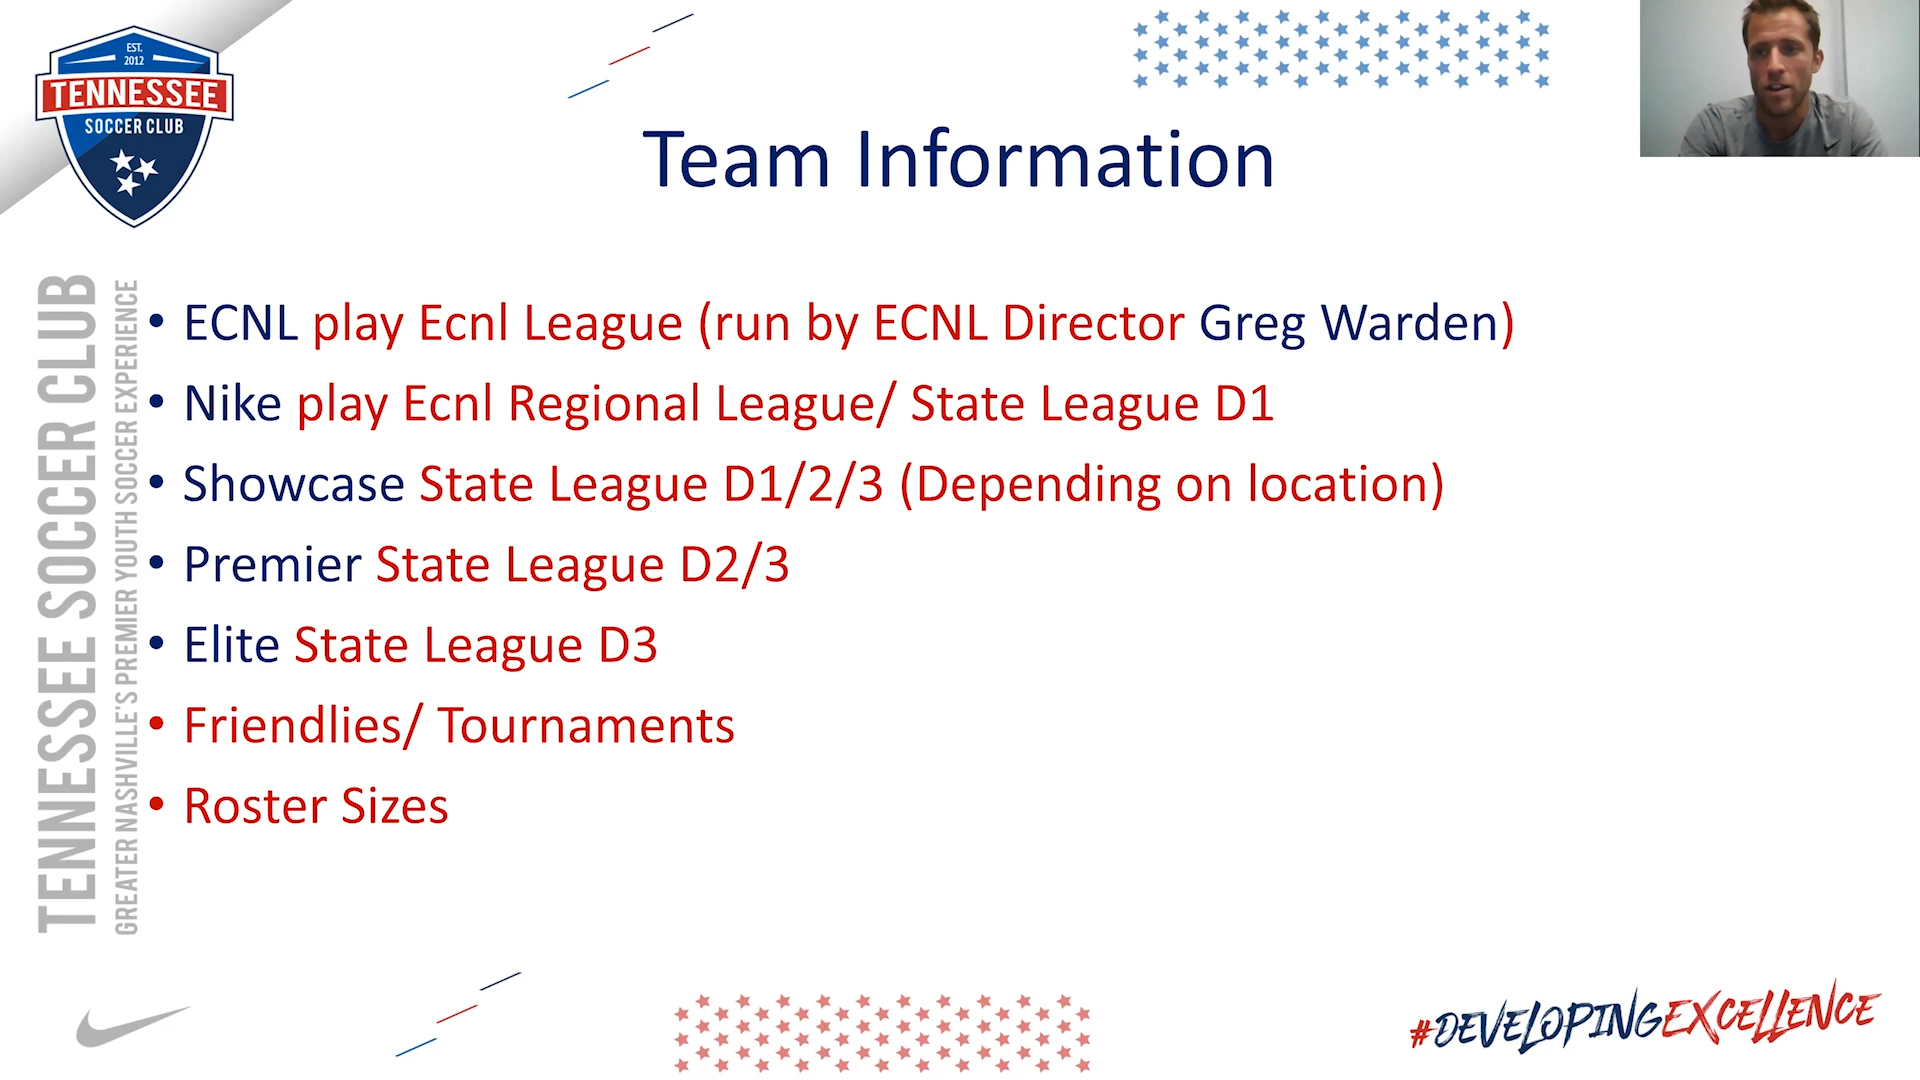 EST.
2012
TENNESSEE
SOCCER CLUB
Team Information
TENNESSEE SOCCER CLUB
GREATER NASHVILLE'S PREMIER YOUTH SOCCER EXPERIENCE
• ECNL play Ecnl League (run by ECNL Director Greg Warden)
• Nike play Ecnl Regional League/ State League D1
• Showcase State League D1/2/3 (Depending on location)
• Premier State League D2/3
• Elite State League D3
• Friendlies/ Tournaments
• Roster Sizes
#DEVELOPINGEXCELLENCE